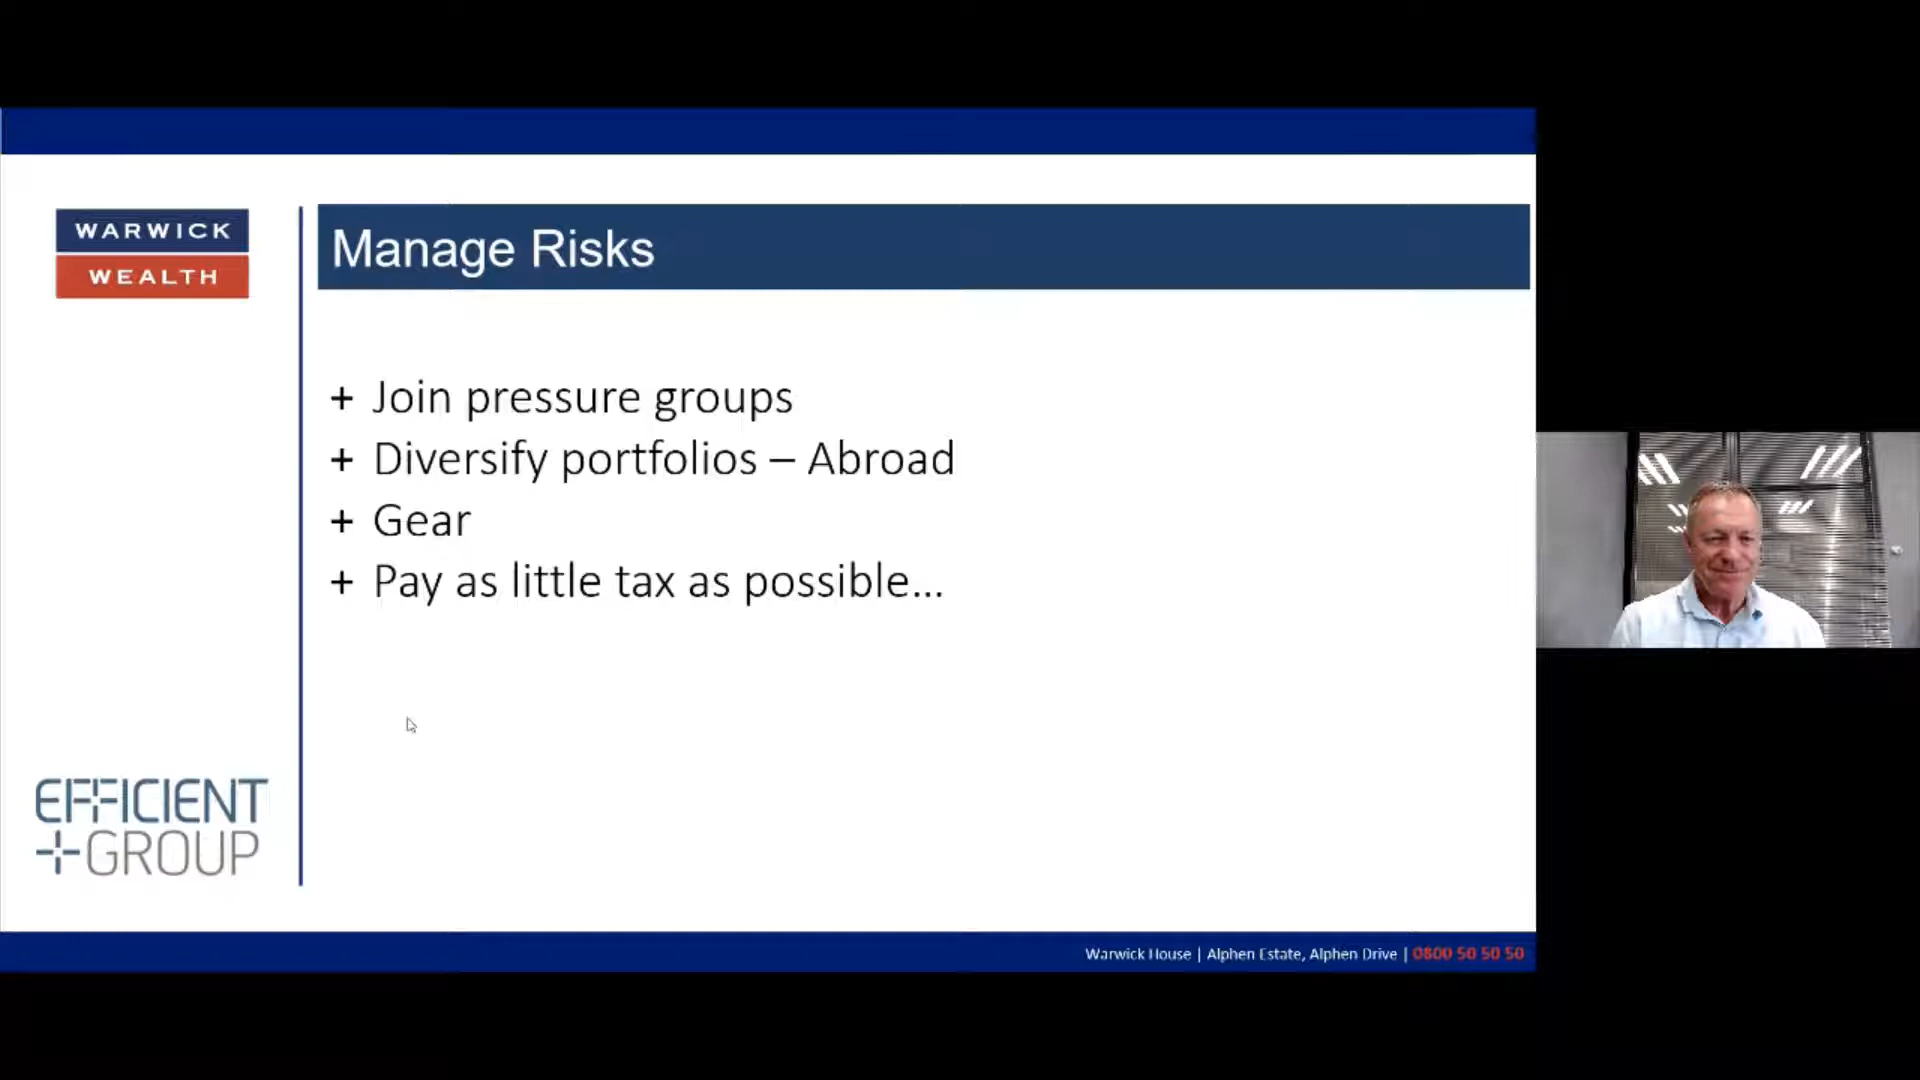 WARWICK
WEALTH
Manage Risks
+ Join pressure groups
+ Diversify portfolios – Abroad
+ Gear
+ Pay as little tax as possible...
EFFICIENT
GROUP
Warwick House | Alphen Estate, Alphen Drive | 0800 50 50 50